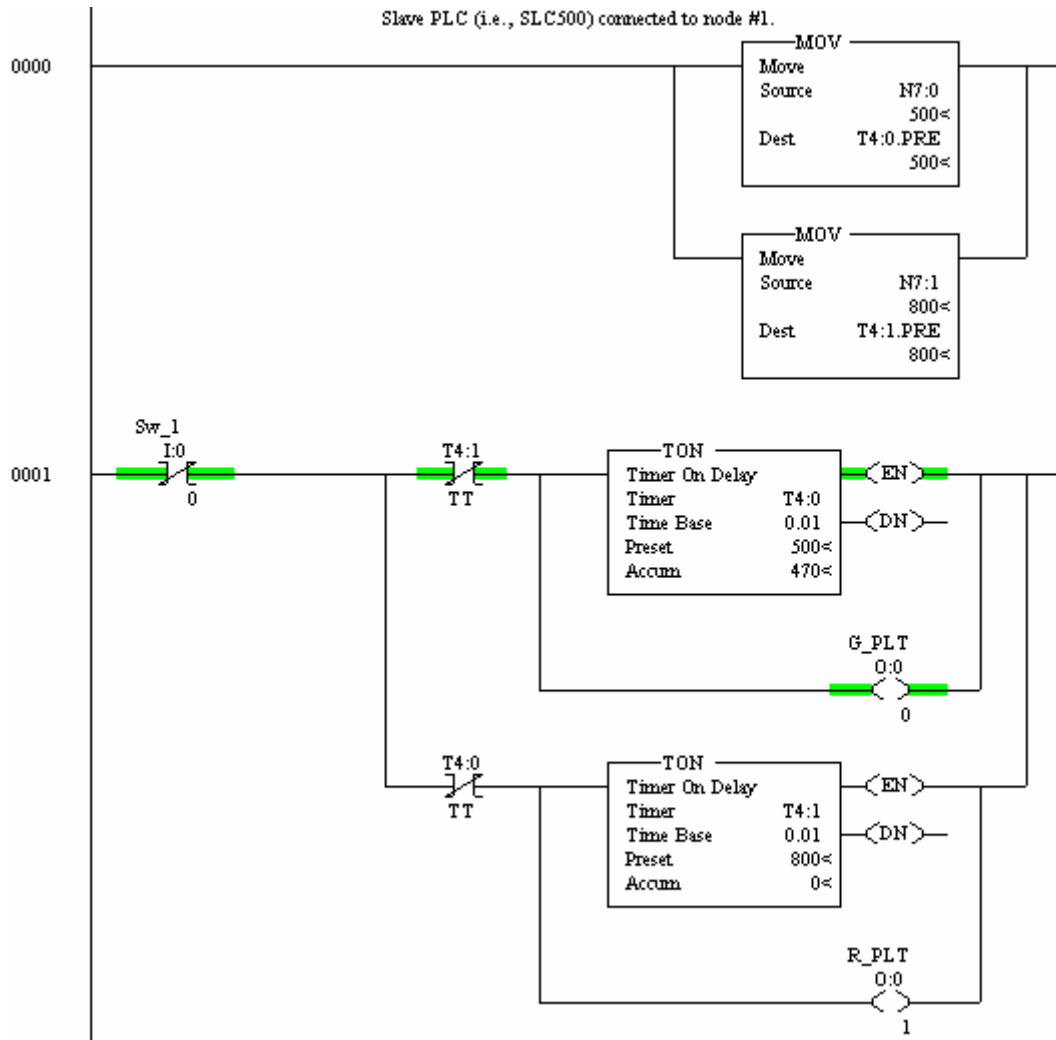 Slave PLC (i.e., SLC500) connected to node #1.
0000
MOV
Move
Source N7:0
500<
Dest T4:0.PRE
500<
MOV
Move
Source N7:1
800<
Dest T4:1.PRE
800<
0001
Sw_1
I:0
0
T4:1
TT
TON
Timer On Delay
Timer T4:0
Time Base 0.01
Preset 500<
Accum 470<
EN
DN
G_PLT
O:0
0
T4:0
TT
TON
Timer On Delay
Timer T4:1
Time Base 0.01
Preset 800<
Accum 0<
EN
DN
R_PLT
O:0
1